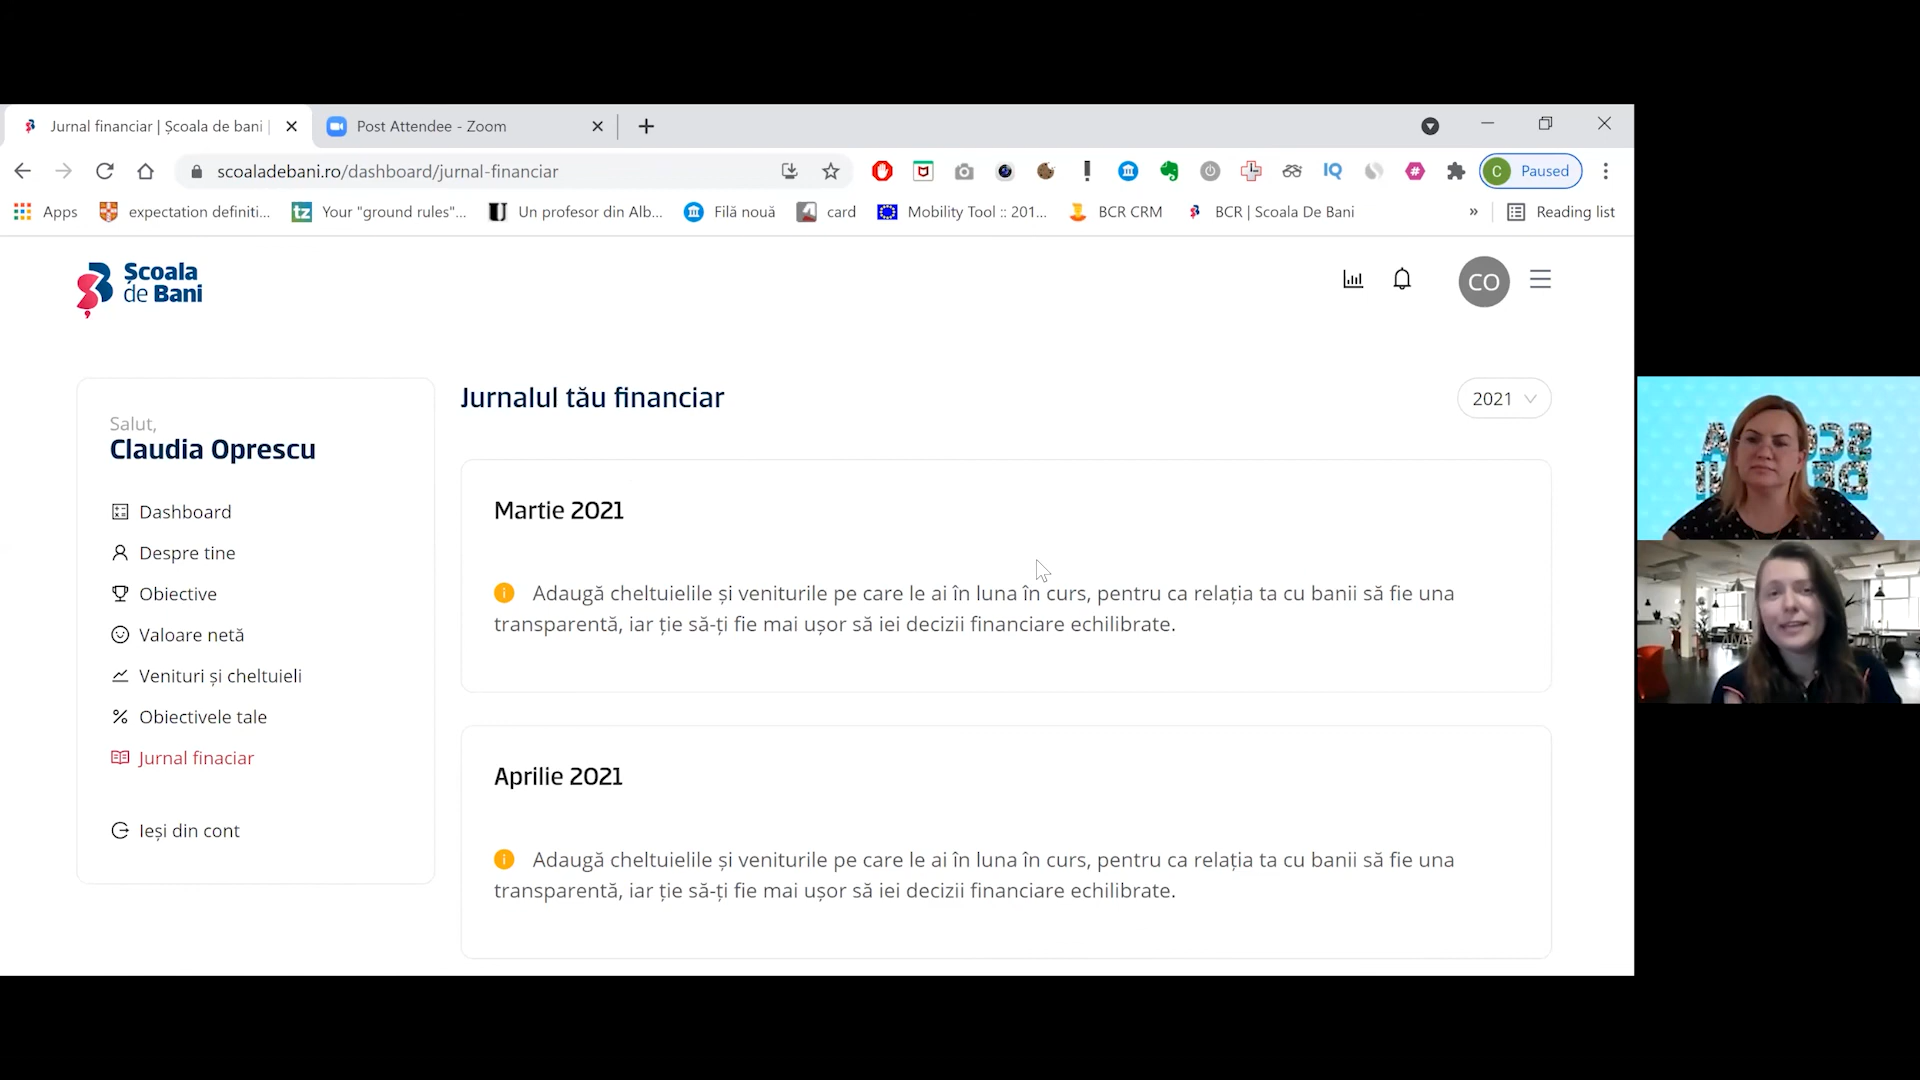 Jurnal financiar | Școala de bani |
Post Attendee - Zoom
scoaladebani.ro/dashboard/jurnal-financiar
IQ
#
C Paused
Apps
expectation definiti...
tz Your "ground rules"...
Un profesor din Alb...
Filă nouă
card
Mobility Tool :: 201...
BCR CRM
BCR | Scoala De Bani
»
Reading list
Școala
de Bani
CO
Salut,
Claudia Oprescu
Dashboard
Despre tine
Obiective
Valoare netă
Venituri și cheltuieli
Obiectivele tale
Jurnal finaciar
Ieși din cont
Jurnalul tău financiar
2021
Martie 2021
Adaugă cheltuielile și veniturile pe care le ai în luna în curs, pentru ca relația ta cu banii să fie una
transparentă, iar ție să-ți fie mai ușor să iei decizii financiare echilibrate.
Aprilie 2021
Adaugă cheltuielile și veniturile pe care le ai în luna în curs, pentru ca relația ta cu banii să fie una
transparentă, iar ție să-ți fie mai ușor să iei decizii financiare echilibrate.